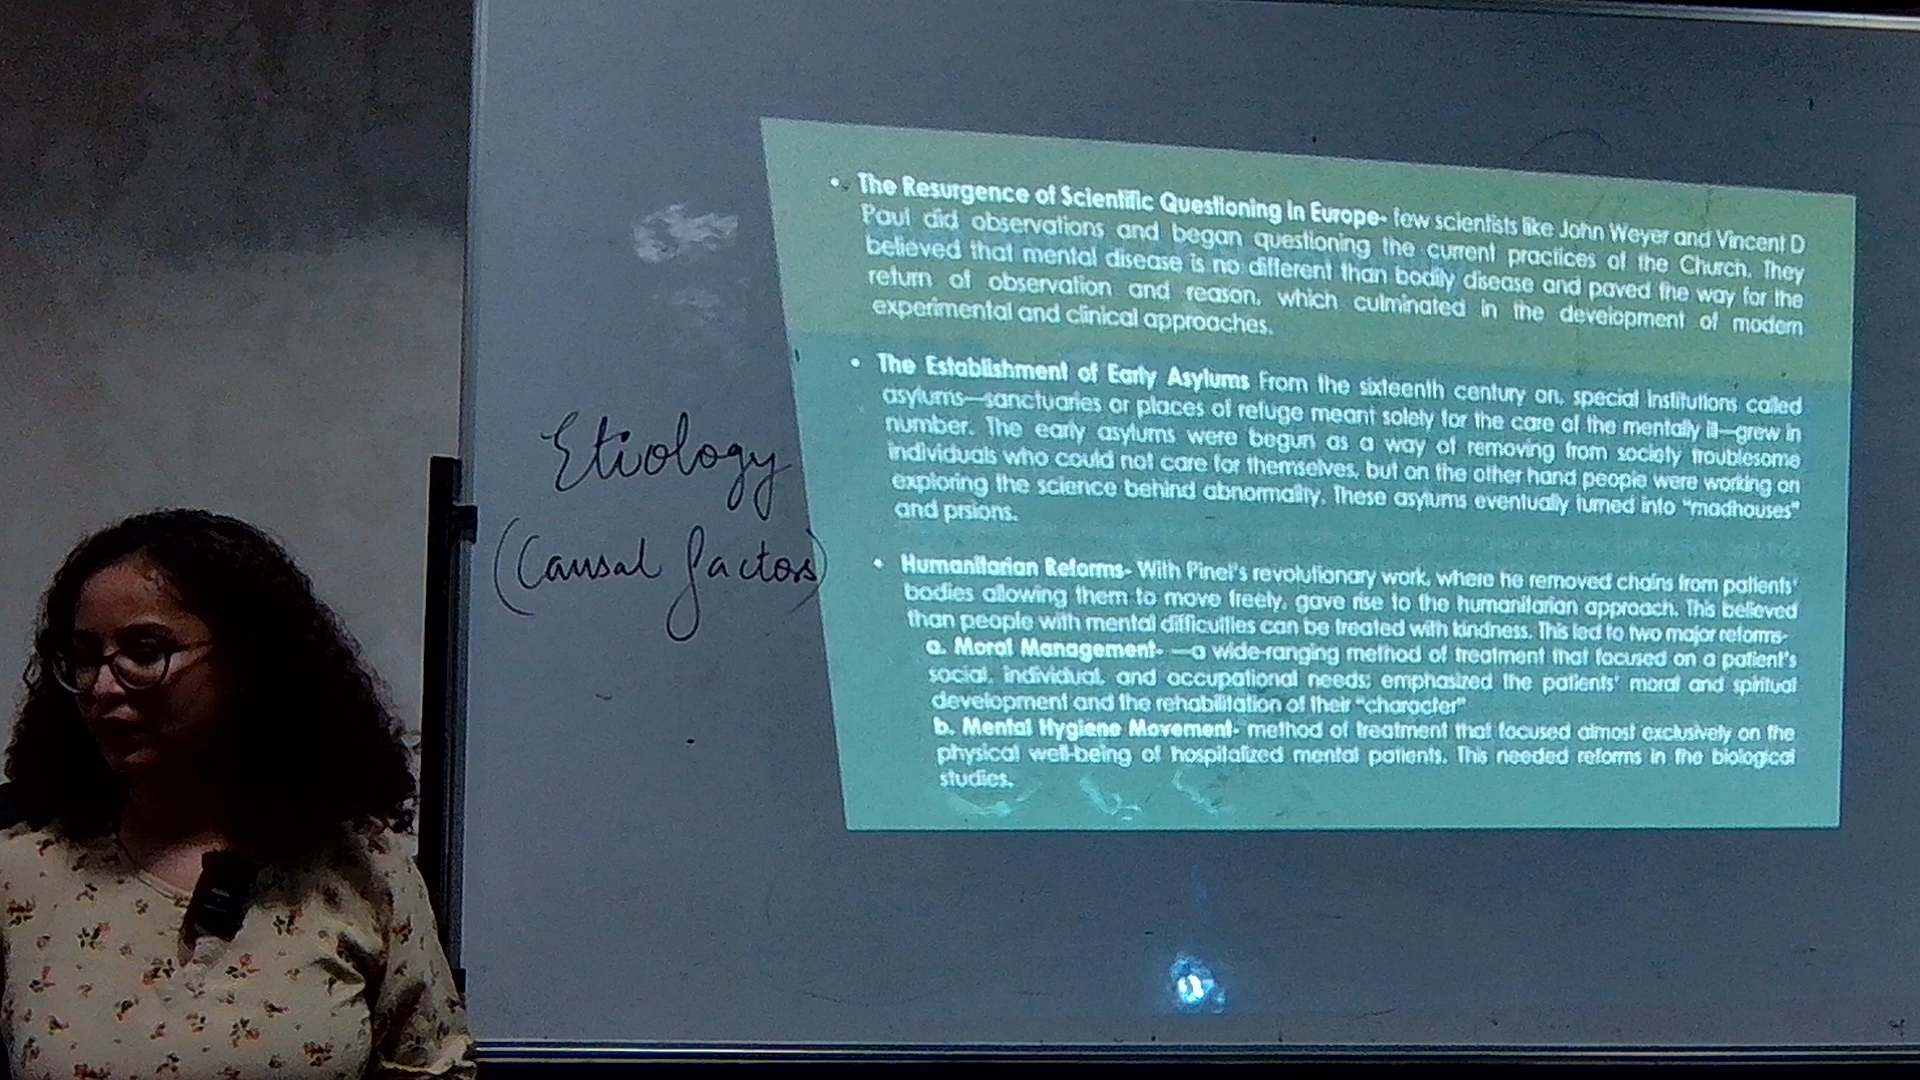 Etiology
(Causal factors)
• The Resurgence of Scientific Questioning in Europe- few scientists like John Weyer and Vincent D
Paul did observations and began questioning the current practices of the Church. They
believed that mental disease is no different than bodily disease and paved the way for the
return of observation and reason, which culminated in the development of modern
experimental and clinical approaches.
• The Establishment of Early Asylums From the sixteenth century on, special institutions called
asylums—sanctuaries or places of refuge meant solely for the care of the mentally ill—grew in
number. The early asylums were begun as a way of removing from society troublesome
individuals who could not care for themselves, but on the other hand people were working on
exploring the science behind abnormality. These asylums eventually turned into "madhouses"
and prsions.
• Humanitarian Reforms- With Pinel's revolutionary work, where he removed chains from patients'
bodies allowing them to move freely, gave rise to the humanitarian approach. This believed
than people with mental difficulties can be treated with kindness. This led to two major reforms-
a. Moral Management- —a wide-ranging method of treatment that focused on a patient's
social, individual, and occupational needs; emphasized the patients' moral and spiritual
development and the rehabilitation of their "character"
b. Mental Hygiene Movement- method of treatment that focused almost exclusively on the
physical well-being of hospitalized mental patients. This needed reforms in the biological
studies.